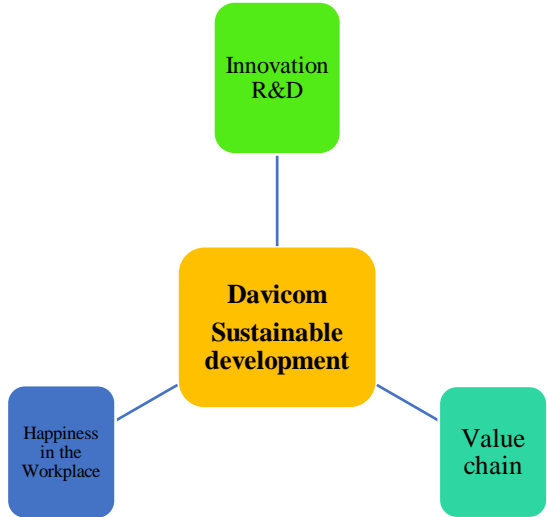 Innovation
R&D
Davicom
Sustainable
development
Happiness
in the
Workplace
Value
chain